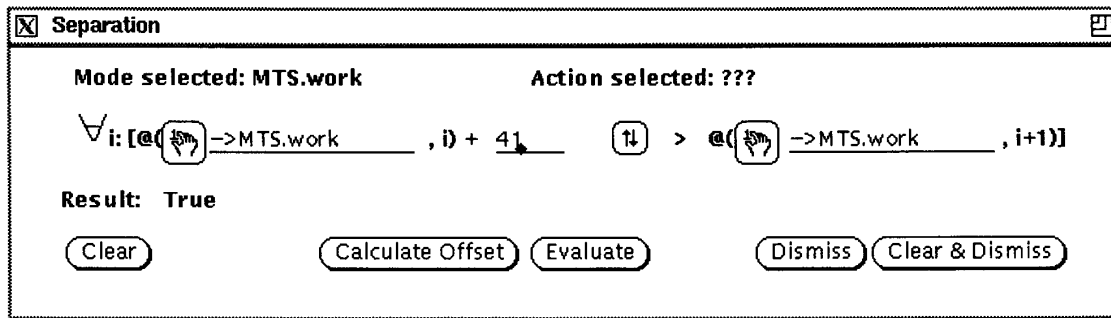 Separation
Mode selected: MTS.work Action selected: ???
∀ i: [@( ->MTS.work , i) + 41 > @( ->MTS.work , i+1)]
Result: True
Clear Calculate Offset Evaluate Dismiss Clear & Dismiss